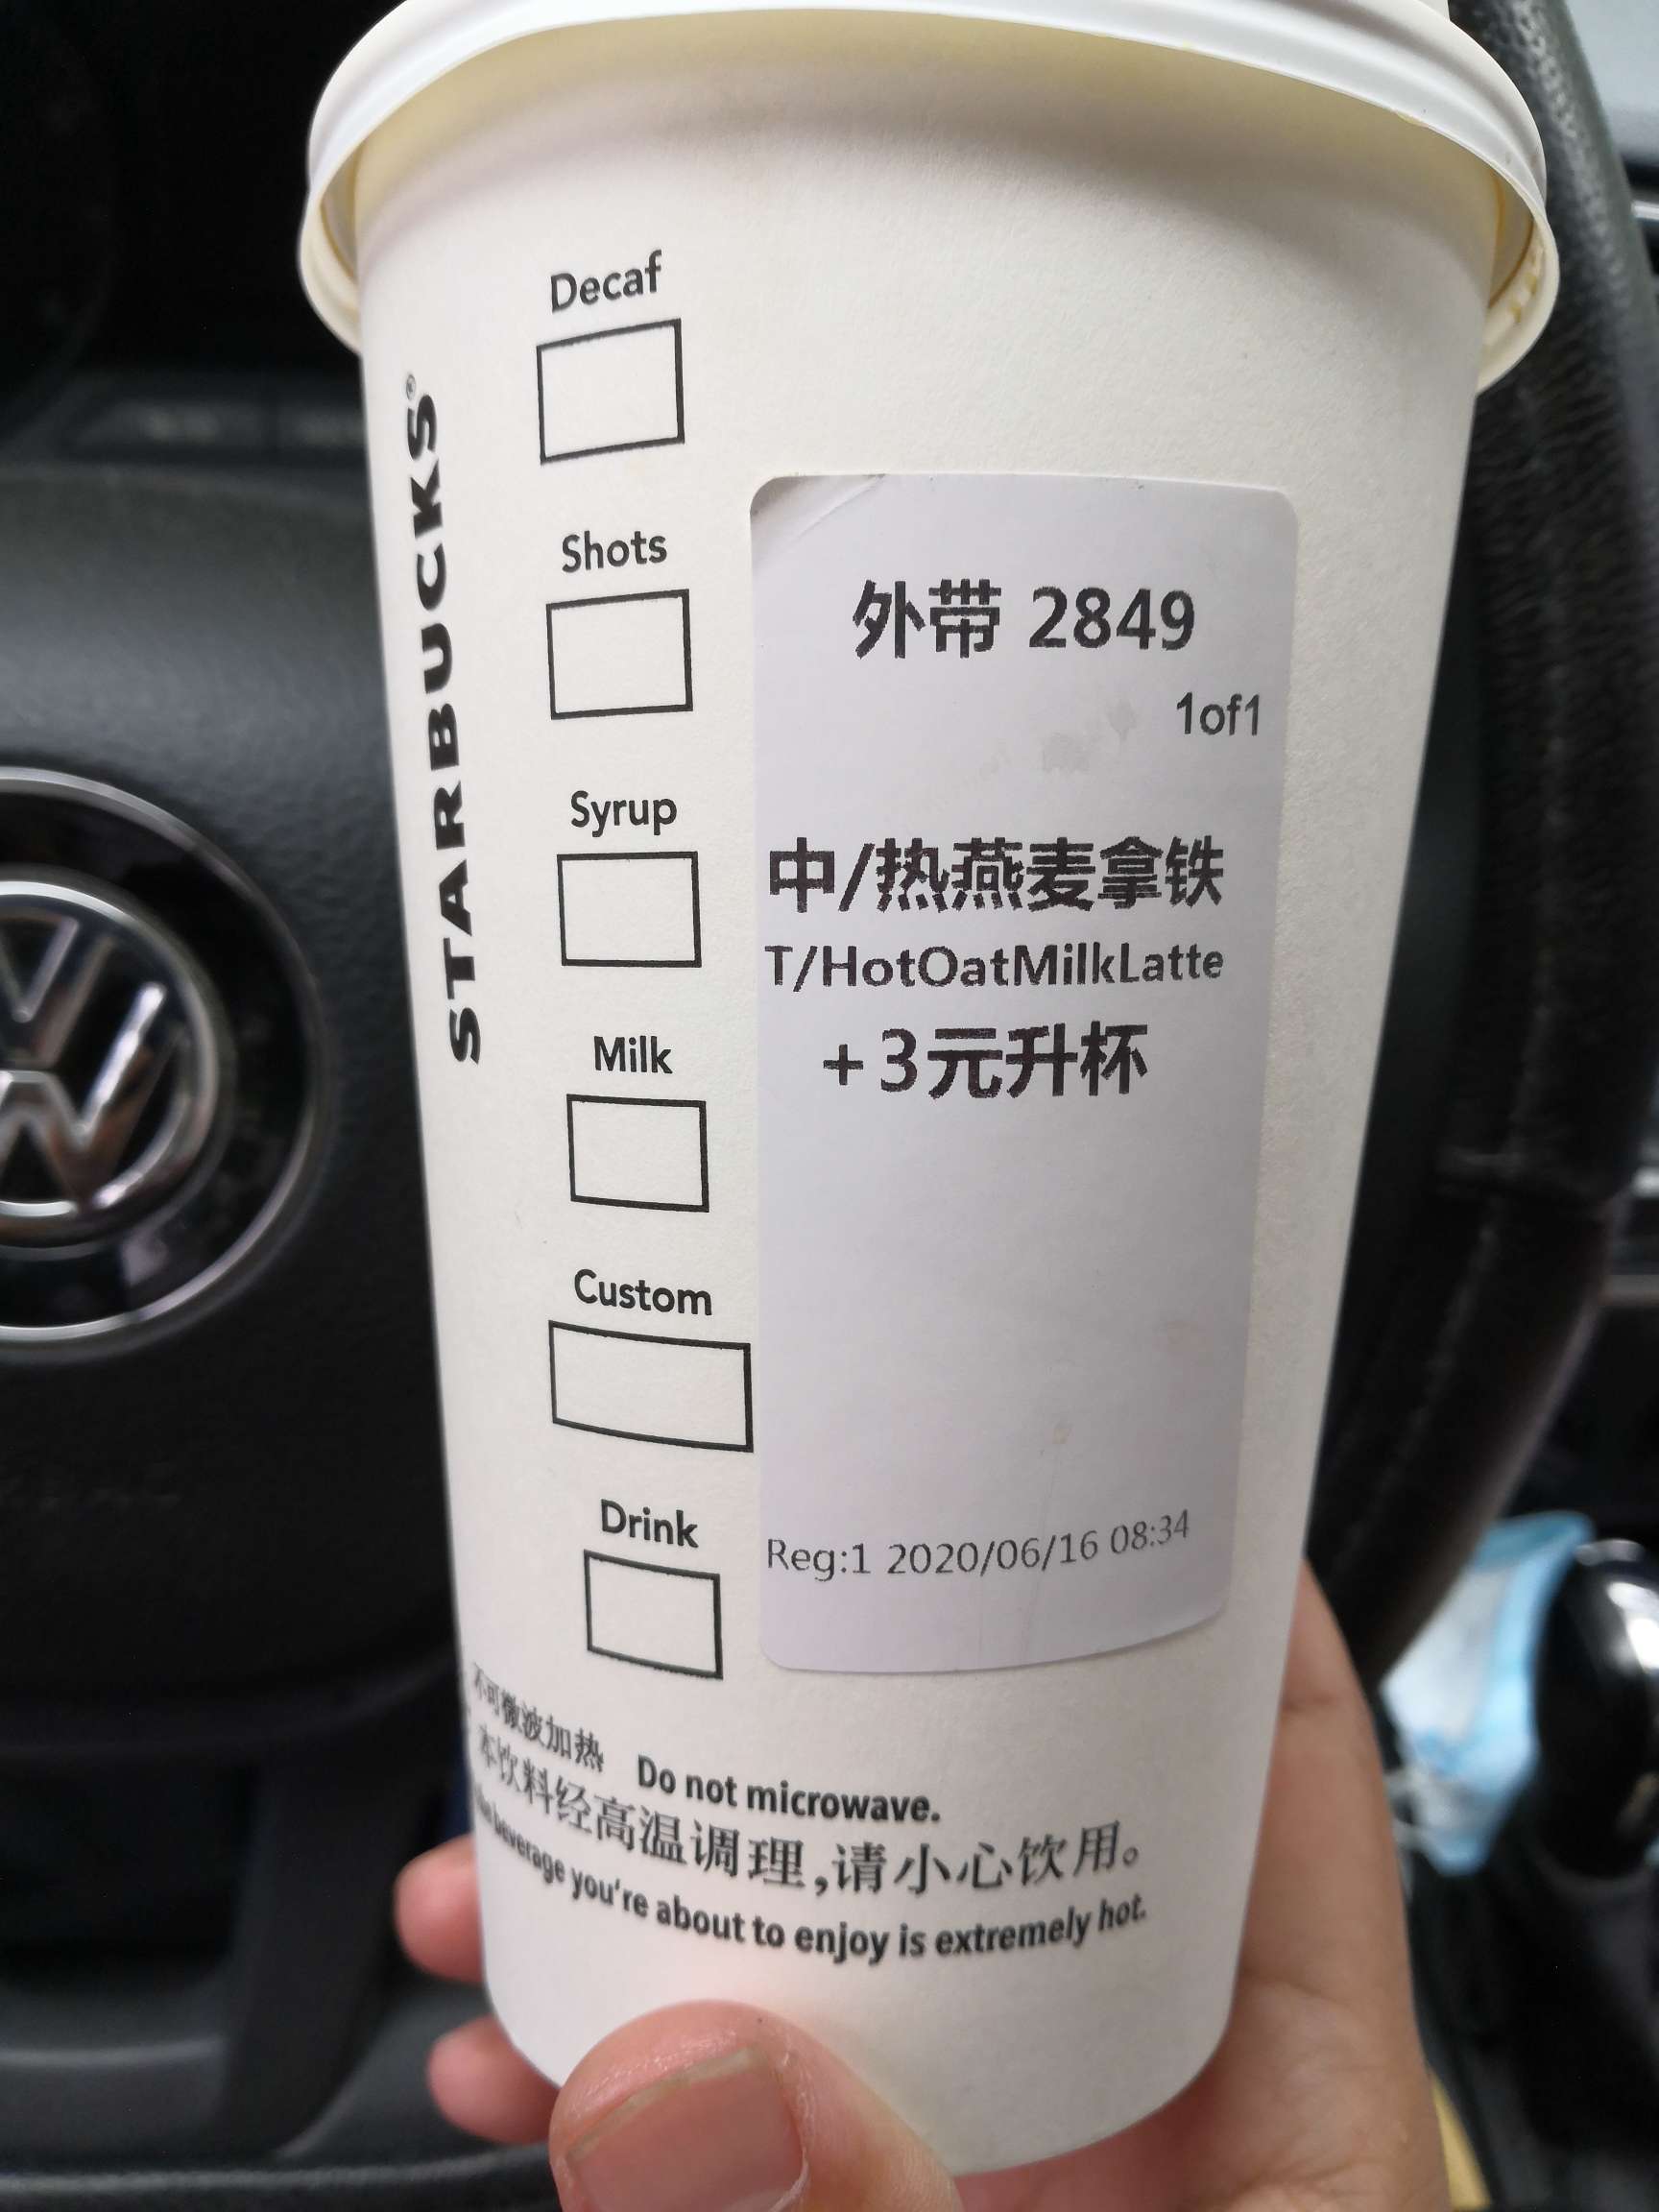 STARBUCKS®
Decaf
Shots
Syrup
Milk
Custom
Drink
外带 2849
1of1
中/热燕麦拿铁
T/HotOatMilkLatte
+3元升杯
Reg:1 2020/06/16 08:34
不可微波加热 Do not microwave.
本饮料经高温调理,请小心饮用。
beverage you're about to enjoy is extremely hot.